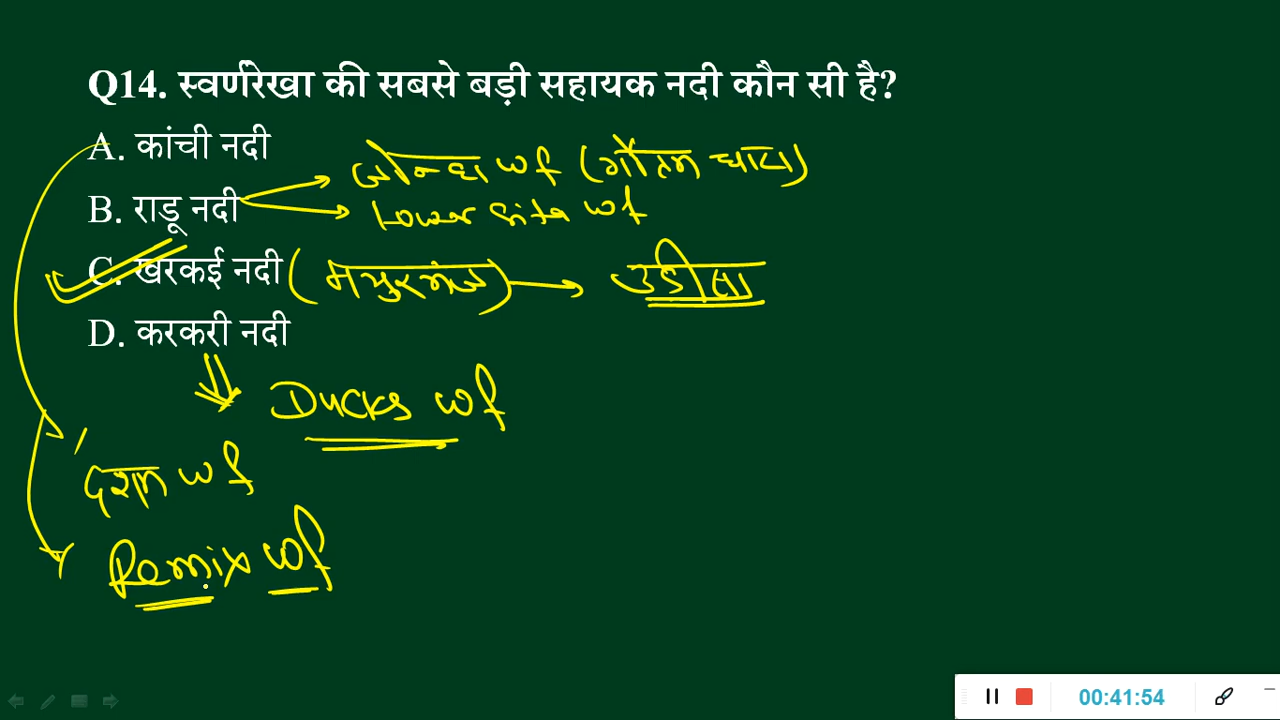 Q14. स्वर्णरेखा की सबसे बड़ी सहायक नदी कौन सी है?
A. कांची नदी
जोन्हा wf (गौतम धारा)
B. राडू नदी
Lower सीता wf
C. खरकई नदी (मयुरभंज) → उडीसा
D. करकरी नदी
Ducks wf
दशम wf
Remix wf
00:41:54